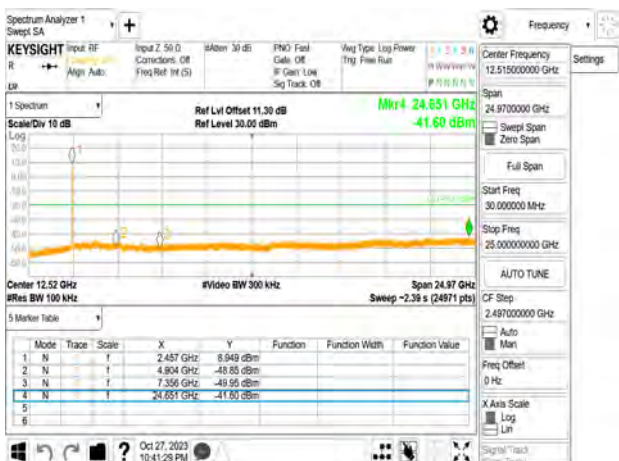 Spectrum Analyzer 1
Swept SA
+
Frequency
KEYSIGHT
Input: RF
Input Z: 50 Ω
#Atten: 30 dB
PNO: Fast
Avg Type: Log-Power
R
Corrections: Off
Gate: Off
Trig: Free Run
Align: Auto
Freq Ref: Int (S)
IF Gain: Low
Sig Track: Off
Center Frequency
12.515000000 GHz
Settings
Span
24.9700000 GHz
Swept Span
Zero Span
Full Span
Start Freq
30.000000 MHz
Stop Freq
25.000000000 GHz
AUTO TUNE
CF Step
2.497000000 GHz
Auto
Man
Freq Offset
0 Hz
X Axis Scale
Log
Lin
Signal Track
1 Spectrum
Scale/Div 10 dB
Ref Lvl Offset 11.30 dB
Ref Level 30.00 dBm
Mkr4 24.651 GHz
-41.60 dBm
Log
1
2
3
Center 12.52 GHz
#Video BW 300 kHz
Span 24.97 GHz
#Res BW 100 kHz
Sweep ~2.39 s (24971 pts)
5 Marker Table
Mode Trace Scale X Y Function Function Width Function Value
1 N f 2.457 GHz 8.949 dBm
2 N f 4.904 GHz -48.85 dBm
3 N f 7.356 GHz -49.95 dBm
4 N f 24.651 GHz -41.60 dBm
5
6
?
Oct 27, 2023
10:41:29 PM